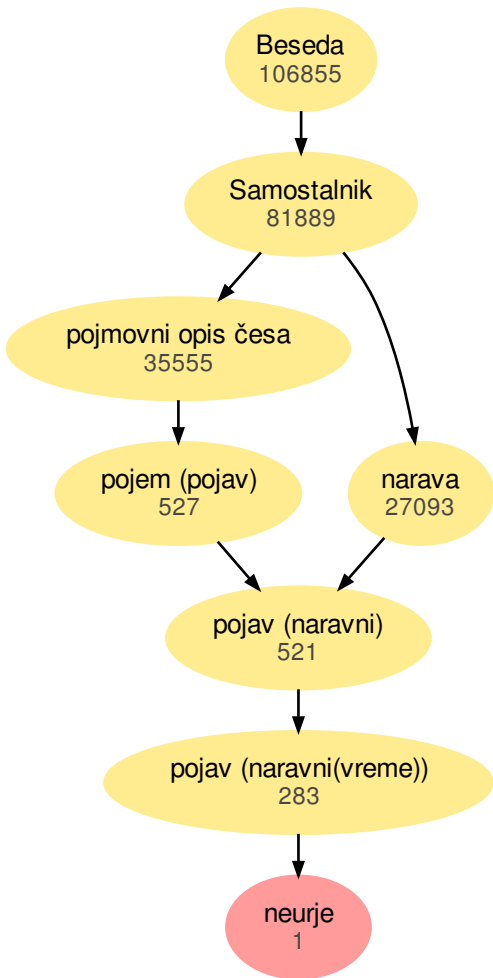 Beseda
106855
Samostalnik
81889
pojmovni opis česa
35555
pojem (pojav)
527
narava
27093
pojav (naravni)
521
pojav (naravni(vreme))
283
neurje
1